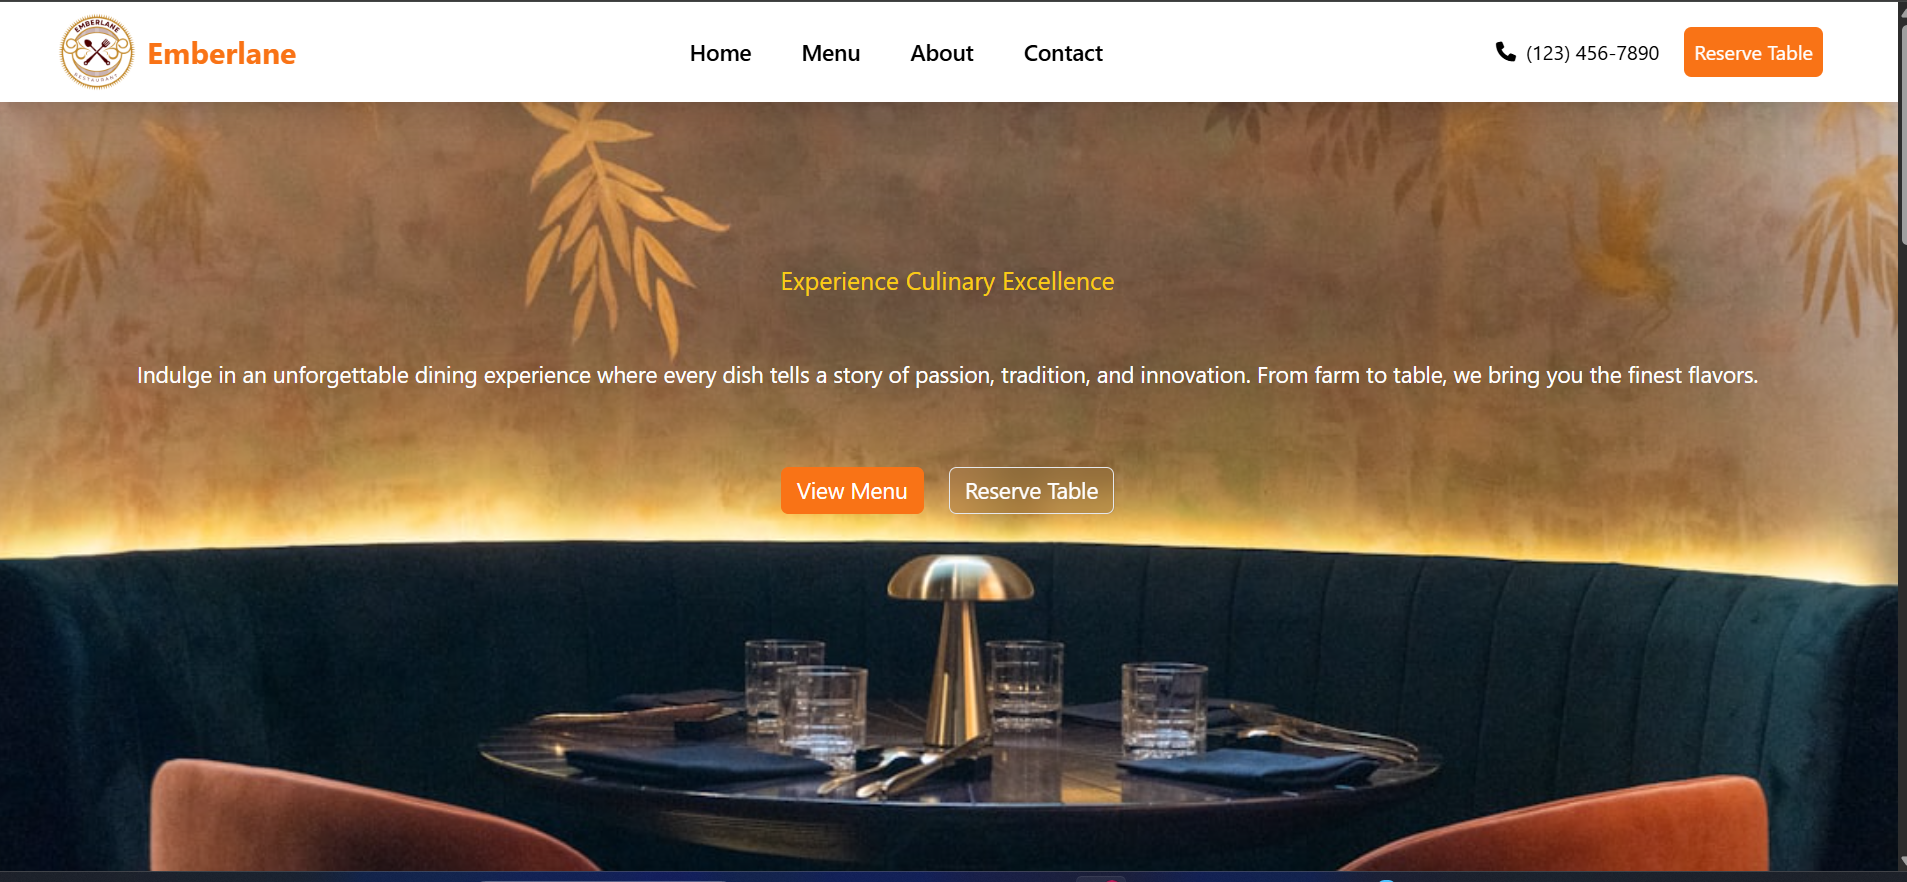 EMBERLANE
RESTAURANT
Emberlane
Home Menu About Contact
(123) 456-7890
Reserve Table
Experience Culinary Excellence
Indulge in an unforgettable dining experience where every dish tells a story of passion, tradition, and innovation. From farm to table, we bring you the finest flavors.
View Menu Reserve Table